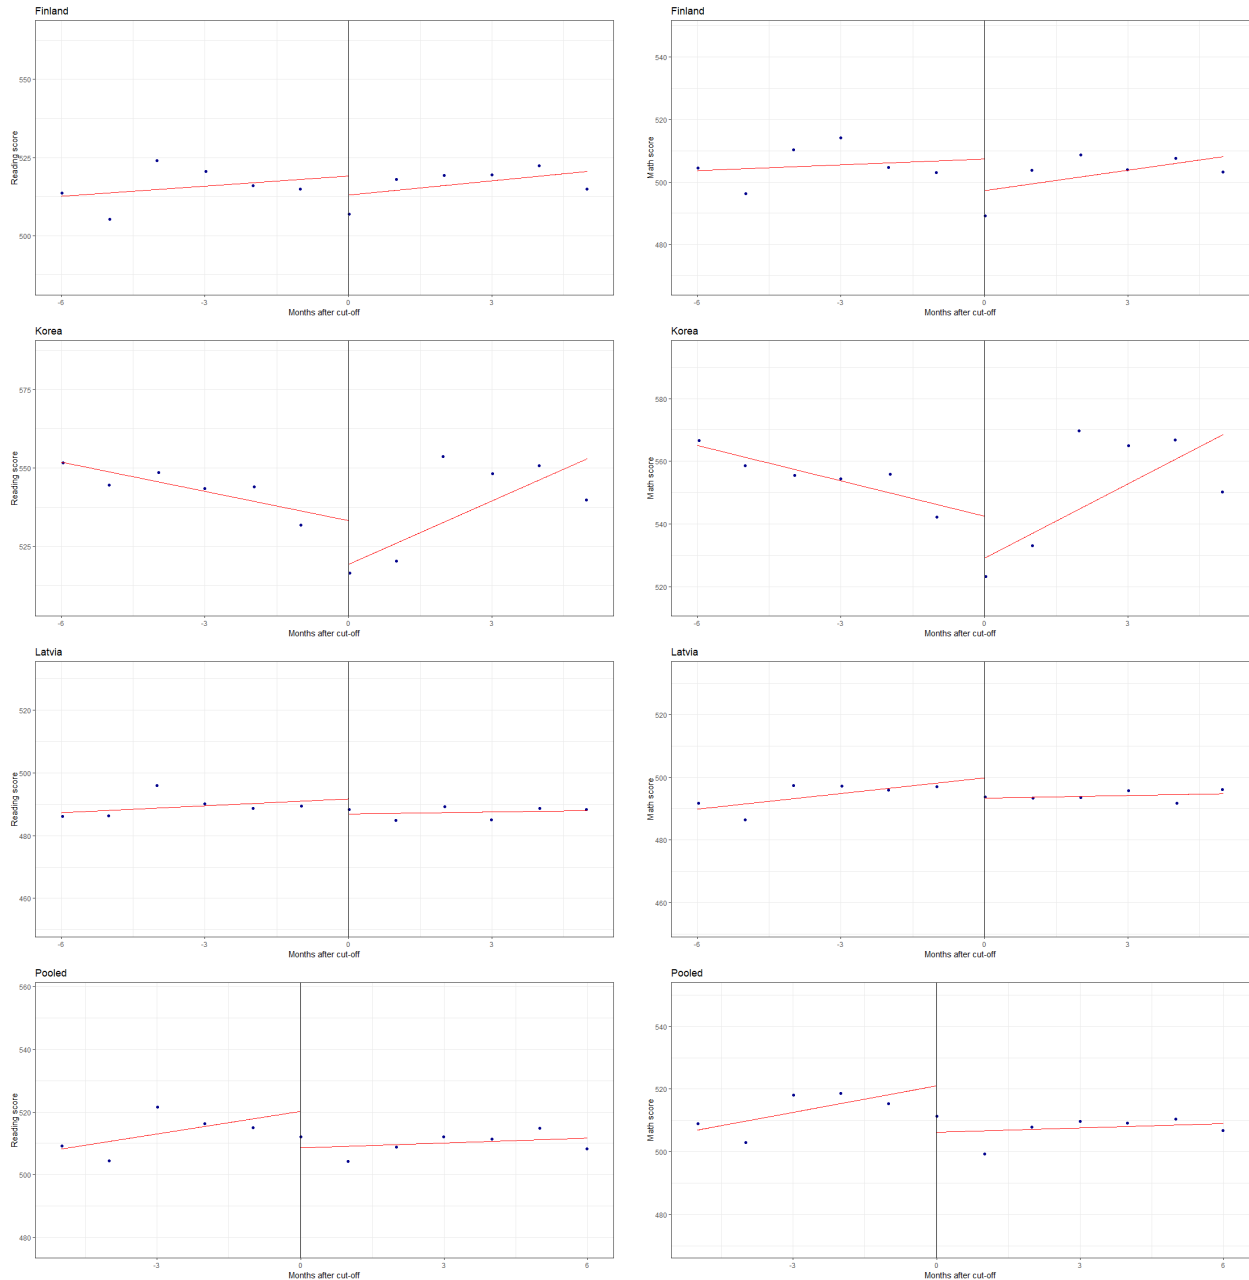 Finland
Reading score
550
525
500
-6 -3 0 3
Months after cut-off
Finland
Math score
540
520
500
480
-6 -3 0 3
Months after cut-off
Korea
Reading score
575
550
525
-6 -3 0 3
Months after cut-off
Korea
Math score
580
560
540
520
-6 -3 0 3
Months after cut-off
Latvia
Reading score
520
500
480
460
-6 -3 0 3
Months after cut-off
Latvia
Math score
520
500
480
460
-6 -3 0 3
Months after cut-off
Pooled
Reading score
560
540
520
500
480
-3 0 3 6
Months after cut-off
Pooled
Math score
540
520
500
480
-3 0 3 6
Months after cut-off